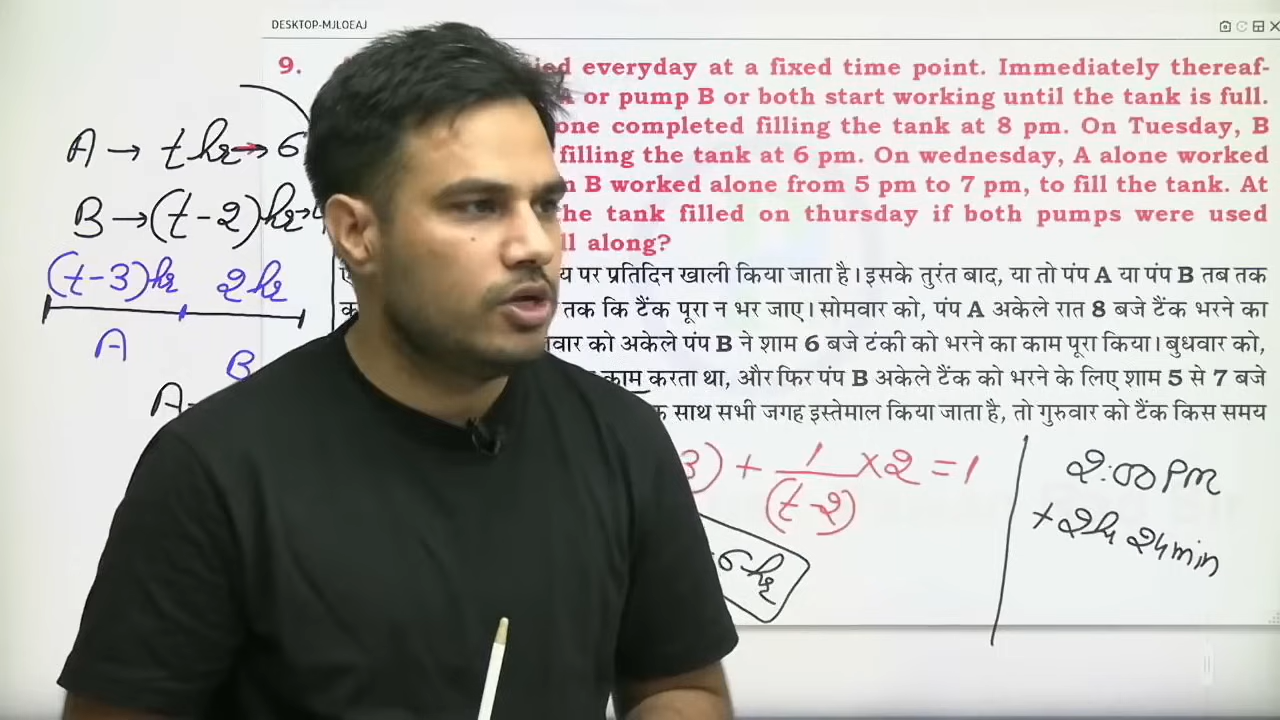 DESKTOP-MJLOEAJ
9. everyday at a fixed time point. Immediately thereaf-
or pump B or both start working until the tank is full.
one completed filling the tank at 8 pm. On Tuesday, B
filling the tank at 6 pm. On wednesday, A alone worked
B worked alone from 5 pm to 7 pm, to fill the tank. At
the tank filled on thursday if both pumps were used
along?
पर प्रतिदिन खाली किया जाता है। इसके तुरंत बाद, या तो पंप A या पंप B तब तक
तक कि टैंक पूरा न भर जाए। सोमवार को, पंप A अकेले रात 8 बजे टैंक भरने का
को अकेले पंप B ने शाम 6 बजे टंकी को भरने का काम पूरा किया। बुधवार को,
काम करता था, और फिर पंप B अकेले टैंक को भरने के लिए शाम 5 से 7 बजे
साथ सभी जगह इस्तेमाल किया जाता है, तो गुरुवार को टैंक किस समय
A → t hr → 6
B → (t-2) hr →
(t-3) hr 2 hr
A B
A
3) + 1/(t-2) × 2 = 1
6 hr
2:00 PM
+ 2 hr 24 min